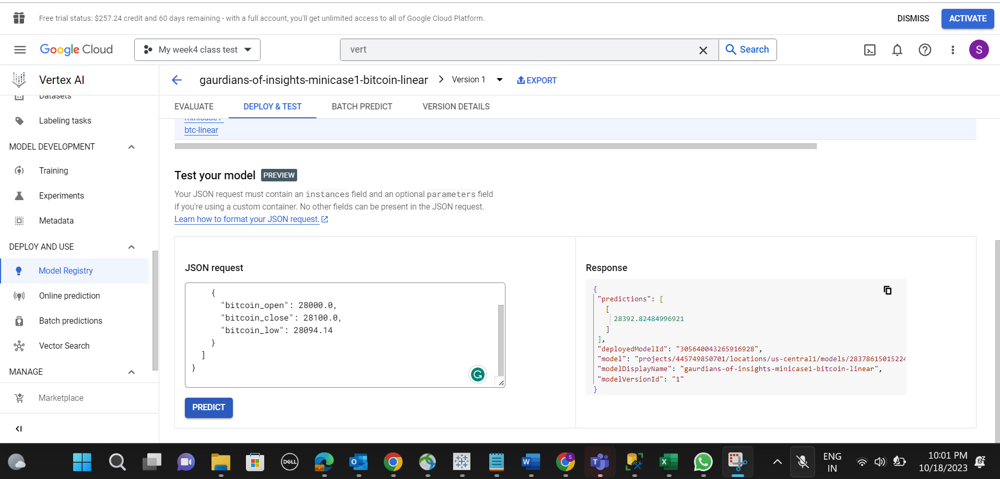 Free trial status: $257.24 credit and 60 days remaining - with a full account, you'll get unlimited access to all of Google Cloud Platform.
DISMISS
ACTIVATE
Google Cloud
My week4 class test
vert
Search
S
Vertex AI
gaurdians-of-insights-minicase1-bitcoin-linear
Version 1
EXPORT
Datasets
Labeling tasks
MODEL DEVELOPMENT
Training
Experiments
Metadata
DEPLOY AND USE
Model Registry
Online prediction
Batch predictions
Vector Search
MANAGE
Marketplace
EVALUATE
DEPLOY & TEST
BATCH PREDICT
VERSION DETAILS
minicase1-
btc-linear
Test your model
PREVIEW
Your JSON request must contain an instances field and an optional parameters field
if you're using a custom container. No other fields can be present in the JSON request.
Learn how to format your JSON request.
JSON request
{
"bitcoin_open": 28000.0,
"bitcoin_close": 28100.0,
"bitcoin_low": 28094.14
}
]
}
PREDICT
Response
{
"predictions": [
[
28392.82484996921
]
],
"deployedModelId": "305640043265916928",
"model": "projects/445749850701/locations/us-central1/models/28378615015224
"modelDisplayName": "gaurdians-of-insights-minicase1-bitcoin-linear",
"modelVersionId": "1"
}
DELL
ENG
IN
10:01 PM
10/18/2023